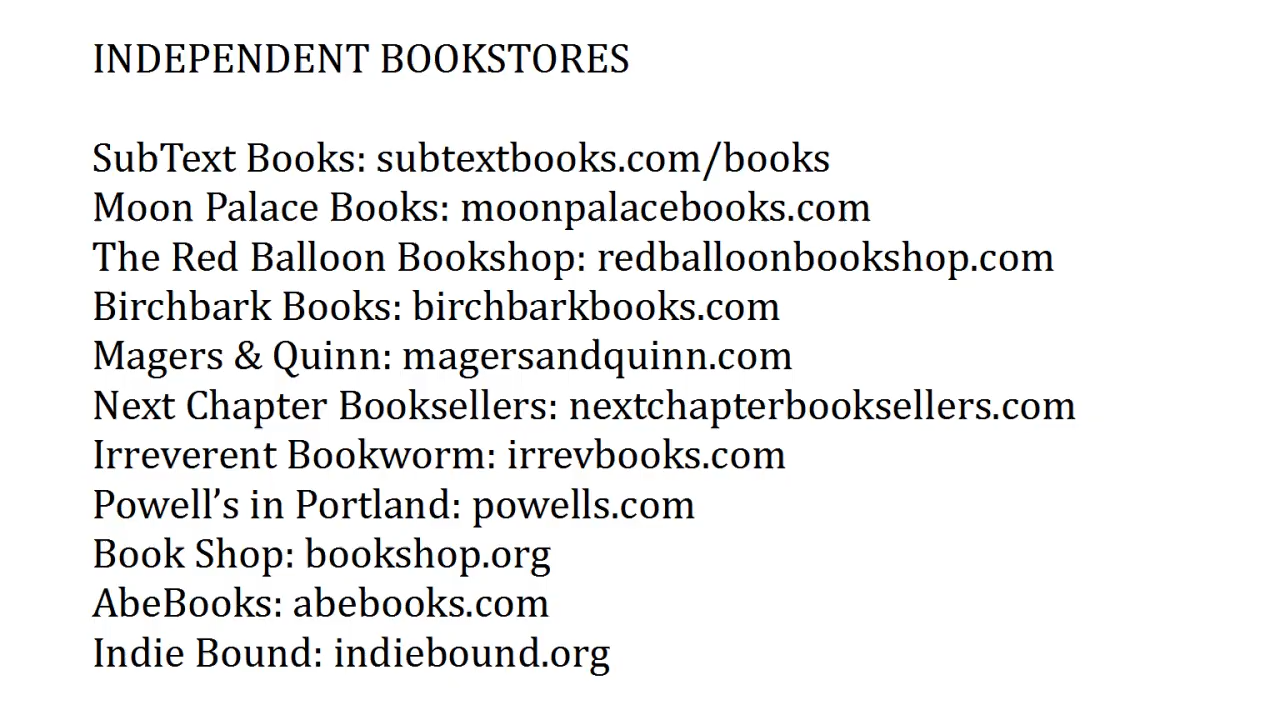 INDEPENDENT BOOKSTORES
SubText Books: subtextbooks.com/books
Moon Palace Books: moonpalacebooks.com
The Red Balloon Bookshop: redballoonbookshop.com
Birchbark Books: birchbarkbooks.com
Magers & Quinn: magersandquinn.com
Next Chapter Booksellers: nextchapterbooksellers.com
Irreverent Bookworm: irrevbooks.com
Powell’s in Portland: powells.com
Book Shop: bookshop.org
AbeBooks: abebooks.com
Indie Bound: indiebound.org